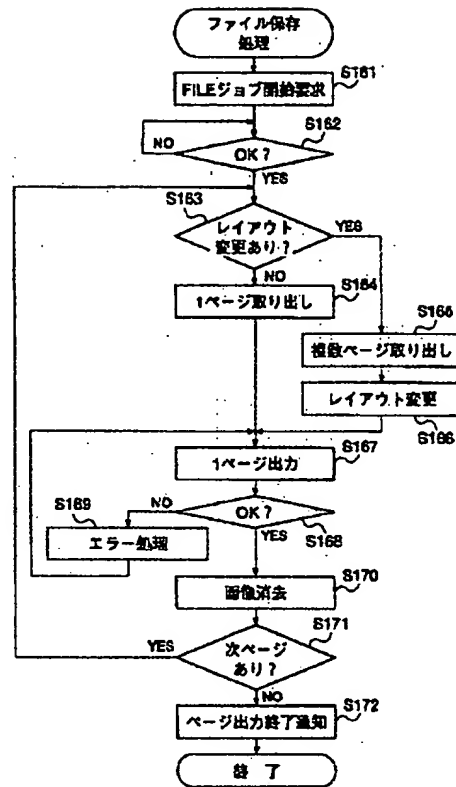 ファイル保存
処理
S161
FILEジョブ開始要求
S162
NO
OK?
YES
S163
レイアウト
変更あり?
YES
NO
S164
1ページ取り出し
S165
複数ページ取り出し
レイアウト変更
S166
S167
1ページ出力
S169
NO
OK?
エラー処理
YES
S168
S170
画像消去
S171
YES
次ページ
あり?
NO
S172
ページ出力終了通知
終 了